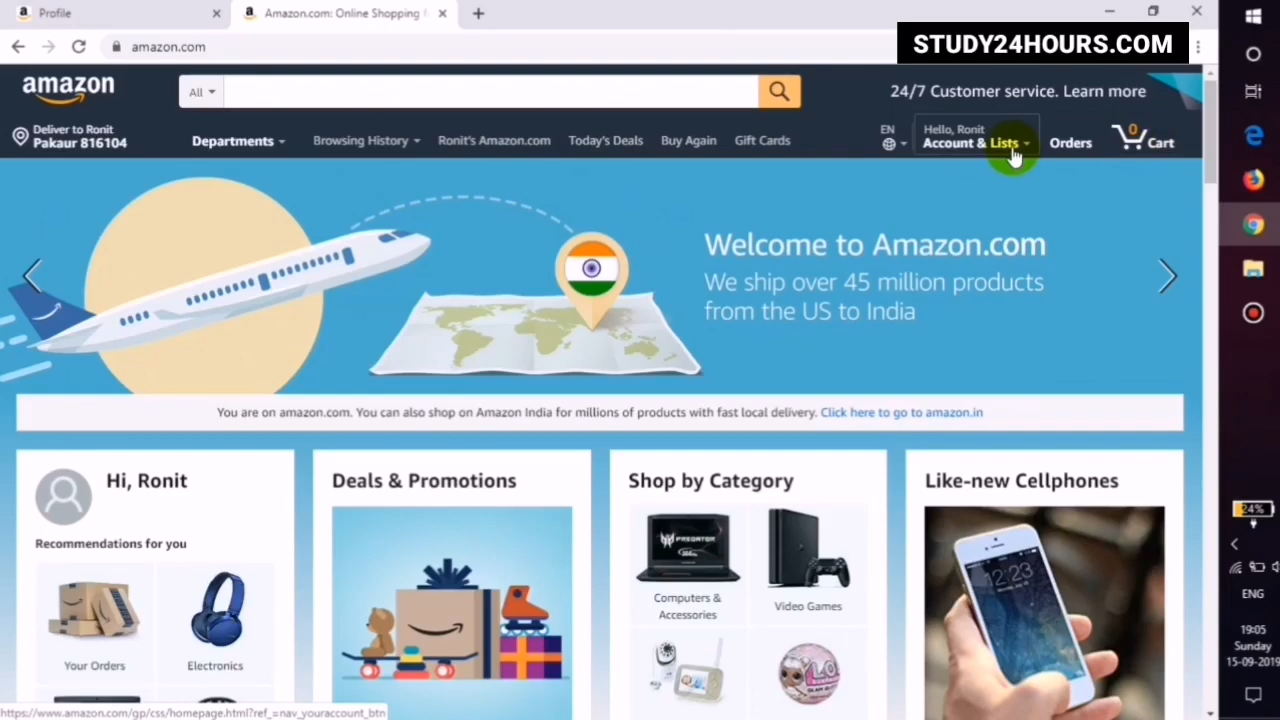 Profile
Amazon.com: Online Shopping f
amazon.com
STUDY24HOURS.COM
amazon
All
24/7 Customer service. Learn more
Deliver to Ronit
Pakaur 816104
Departments
Browsing History
Ronit's Amazon.com
Today's Deals
Buy Again
Gift Cards
EN
Hello, Ronit
Account & Lists
Orders
0
Cart
Welcome to Amazon.com
We ship over 45 million products
from the US to India
You are on amazon.com. You can also shop on Amazon India for millions of products with fast local delivery. Click here to go to amazon.in
Hi, Ronit
Recommendations for you
Your Orders
Electronics
Deals & Promotions
Shop by Category
PREDATOR
Computers &
Accessories
Video Games
L.O.L
Like-new Cellphones
12:23
24%
ENG
19:05
Sunday
15-09-2019
https://www.amazon.com/gp/css/homepage.html?ref_=nav_youraccount_btn